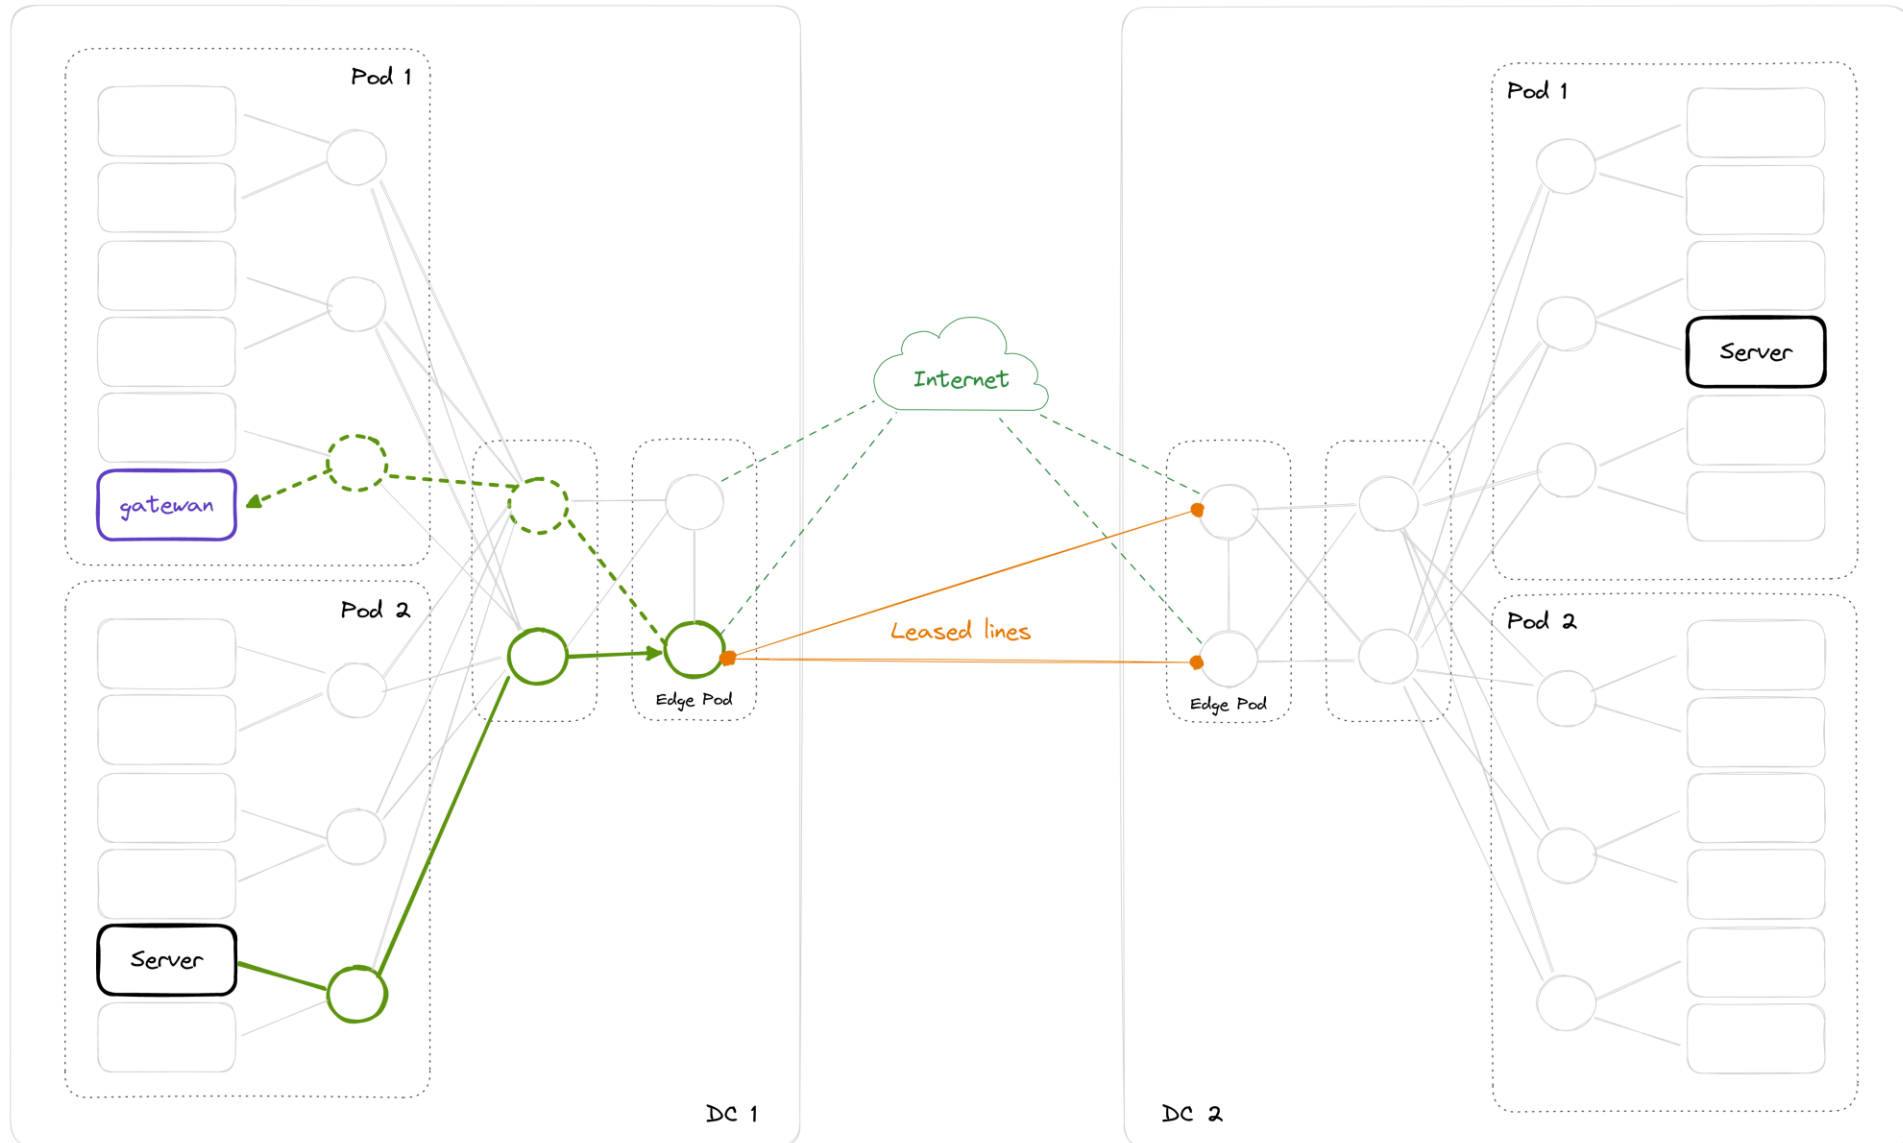 Pod 1
gatewan
Pod 2
Server
Edge Pod
DC 1
Internet
Leased lines
Pod 1
Server
Edge Pod
Pod 2
DC 2